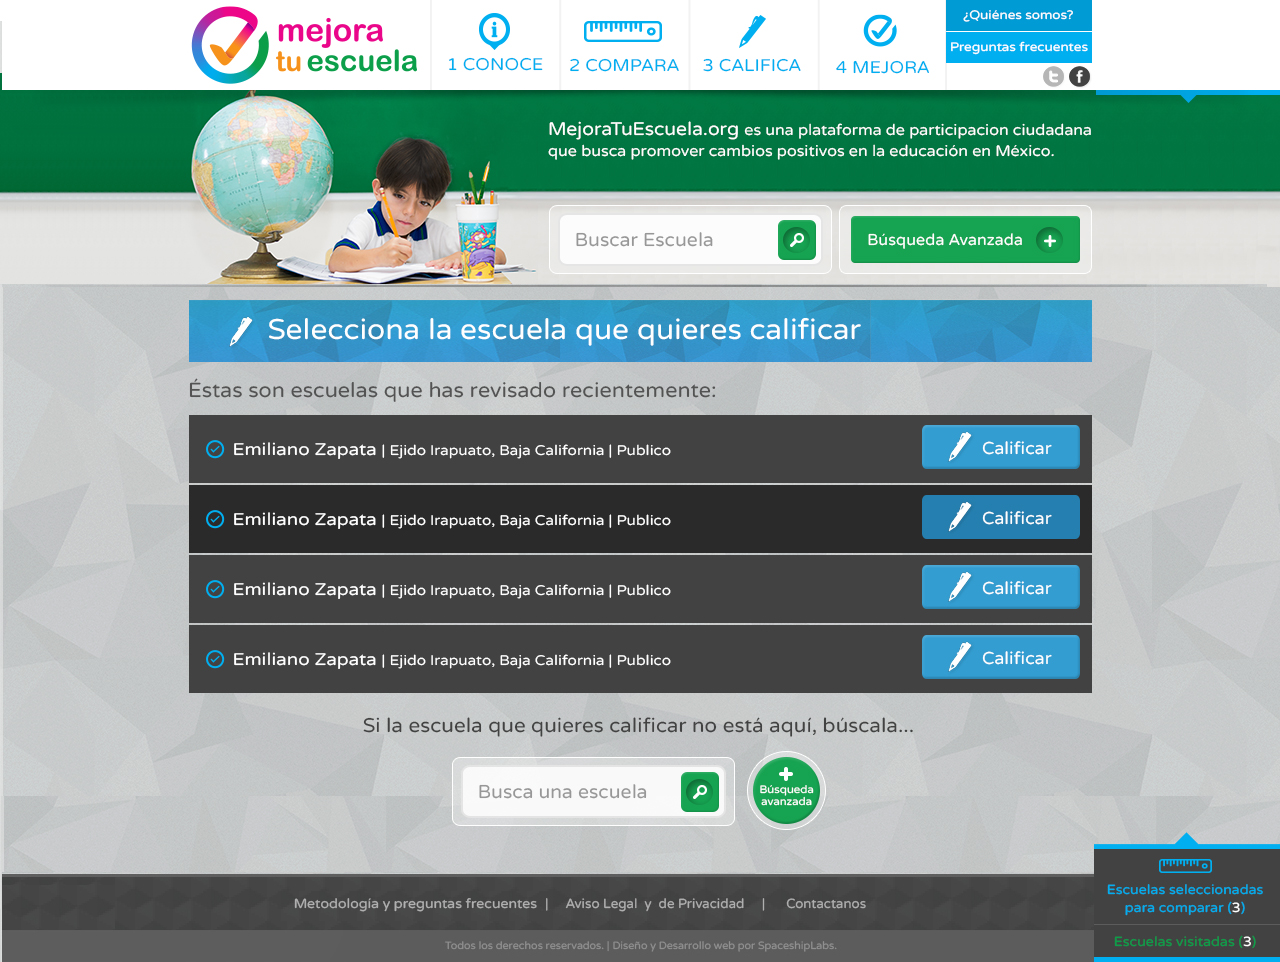 mejora
tu escuela
1 CONOCE
2 COMPARA
3 CALIFICA
4 MEJORA
¿Quiénes somos?
Preguntas frecuentes
MejoraTuEscuela.org es una plataforma de participacion ciudadana
que busca promover cambios positivos en la educación en México.
Buscar Escuela
Búsqueda Avanzada
Selecciona la escuela que quieres calificar
Éstas son escuelas que has revisado recientemente:
Emiliano Zapata | Ejido Irapuato, Baja California | Publico
Calificar
Emiliano Zapata | Ejido Irapuato, Baja California | Publico
Calificar
Emiliano Zapata | Ejido Irapuato, Baja California | Publico
Calificar
Emiliano Zapata | Ejido Irapuato, Baja California | Publico
Calificar
Si la escuela que quieres calificar no está aquí, búscala...
Busca una escuela
Búsqueda
avanzada
Escuelas seleccionadas
para comparar (3)
Escuelas visitadas (3)
Metodología y preguntas frecuentes | Aviso Legal y de Privacidad | Contactanos
Todos los derechos reservados. | Diseño y Desarrollo web por SpaceshipLabs.